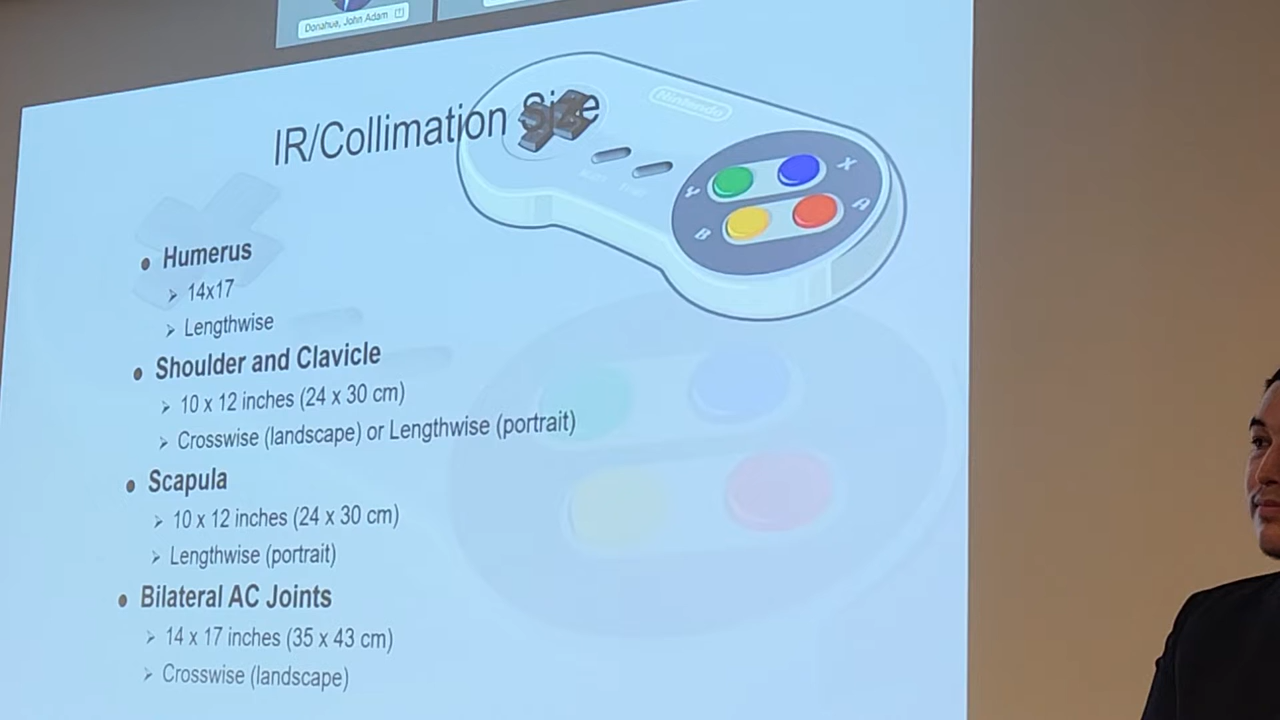 Donahue, John Adam
IR/Collimation Size
Nintendo
X
Y
A
B
• Humerus
➢ 14x17
➢ Lengthwise
• Shoulder and Clavicle
➢ 10 x 12 inches (24 x 30 cm)
➢ Crosswise (landscape) or Lengthwise (portrait)
• Scapula
➢ 10 x 12 inches (24 x 30 cm)
➢ Lengthwise (portrait)
• Bilateral AC Joints
➢ 14 x 17 inches (35 x 43 cm)
➢ Crosswise (landscape)